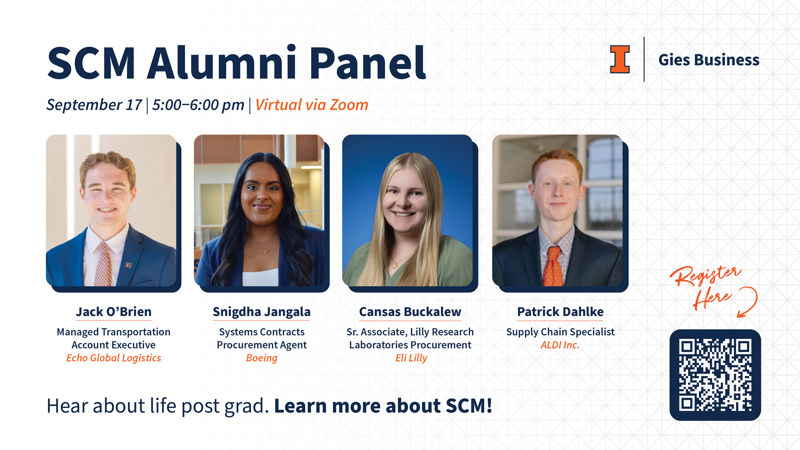 SCM Alumni Panel
September 17 | 5:00–6:00 pm | Virtual via Zoom
I
Gies Business
Jack O'Brien
Managed Transportation
Account Executive
Echo Global Logistics
Snigdha Jangala
Systems Contracts
Procurement Agent
Boeing
Cansas Buckalew
Sr. Associate, Lilly Research
Laboratories Procurement
Eli Lilly
Patrick Dahlke
Supply Chain Specialist
ALDI Inc.
Register
Here
Hear about life post grad. Learn more about SCM!